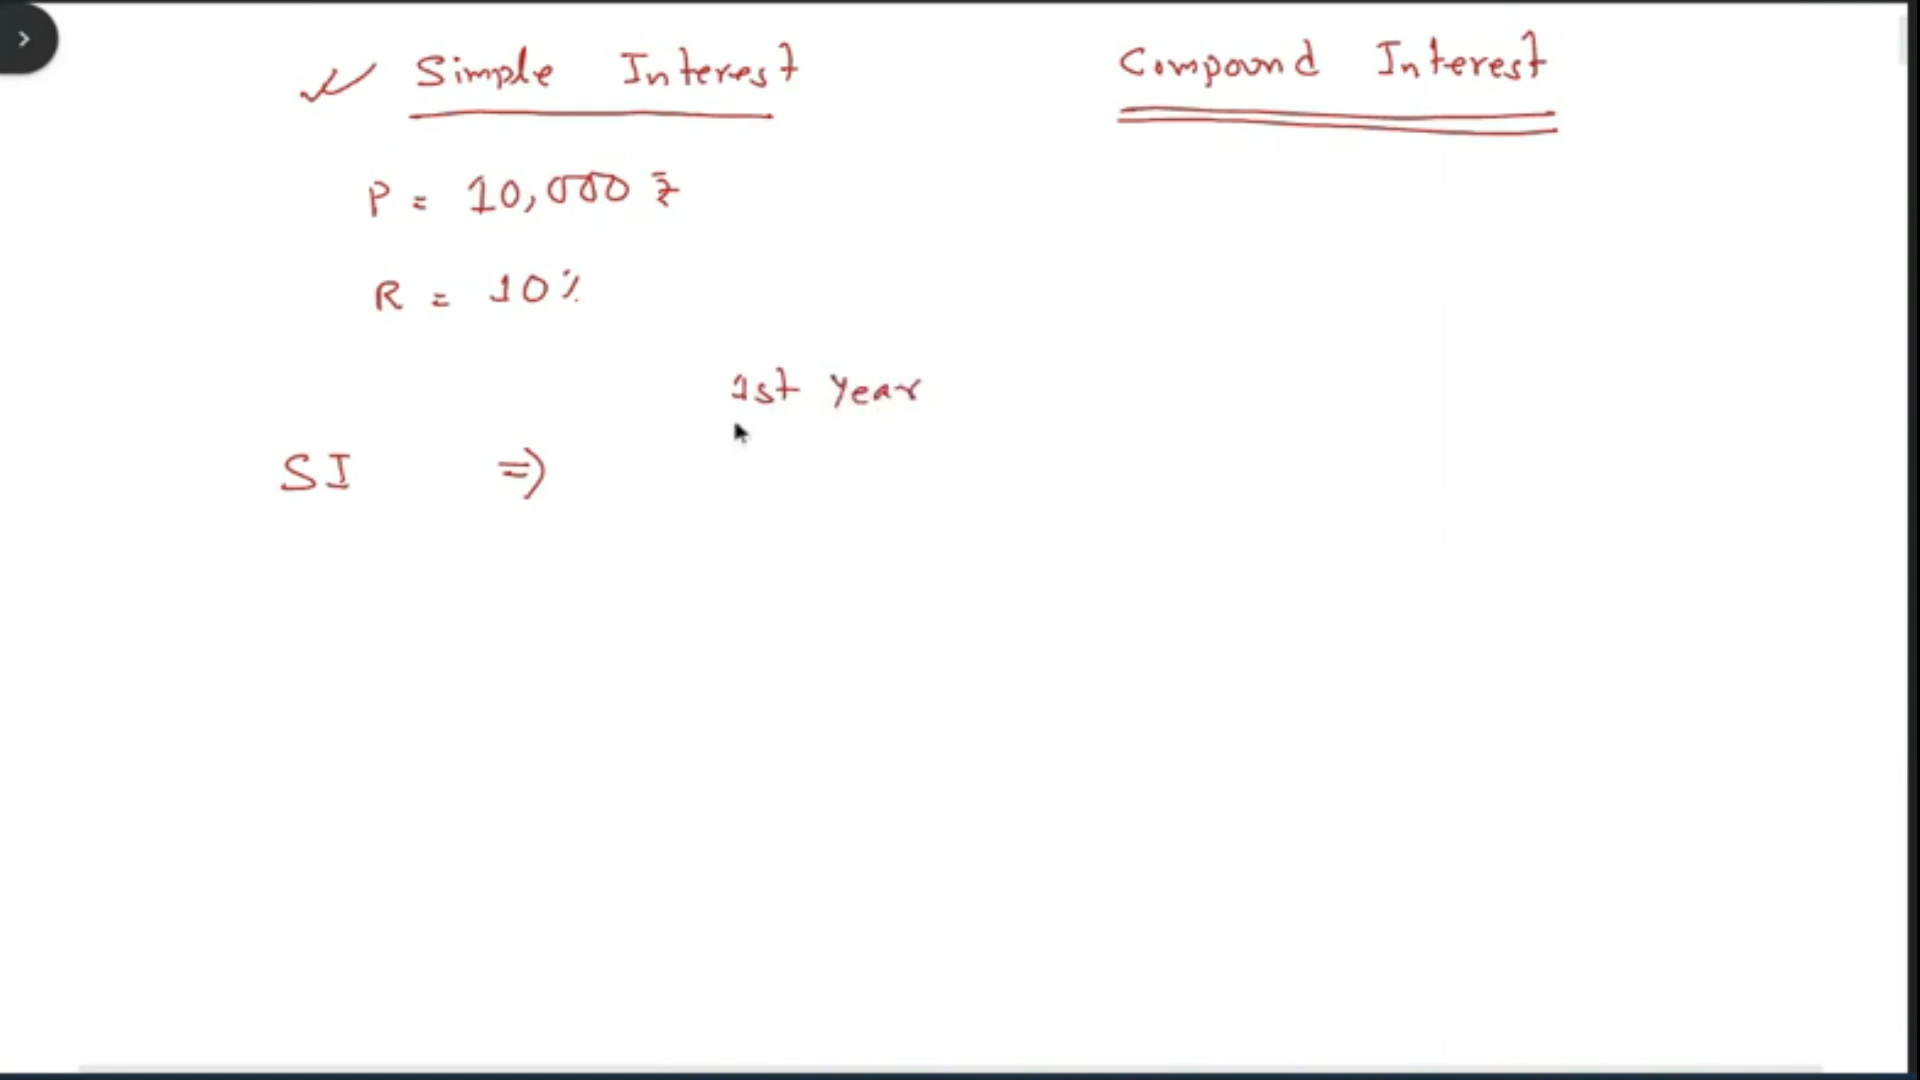 ✓ Simple Interest
Compound Interest
P = 10,000 ₹
R = 10%
1st Year
SI ⇒